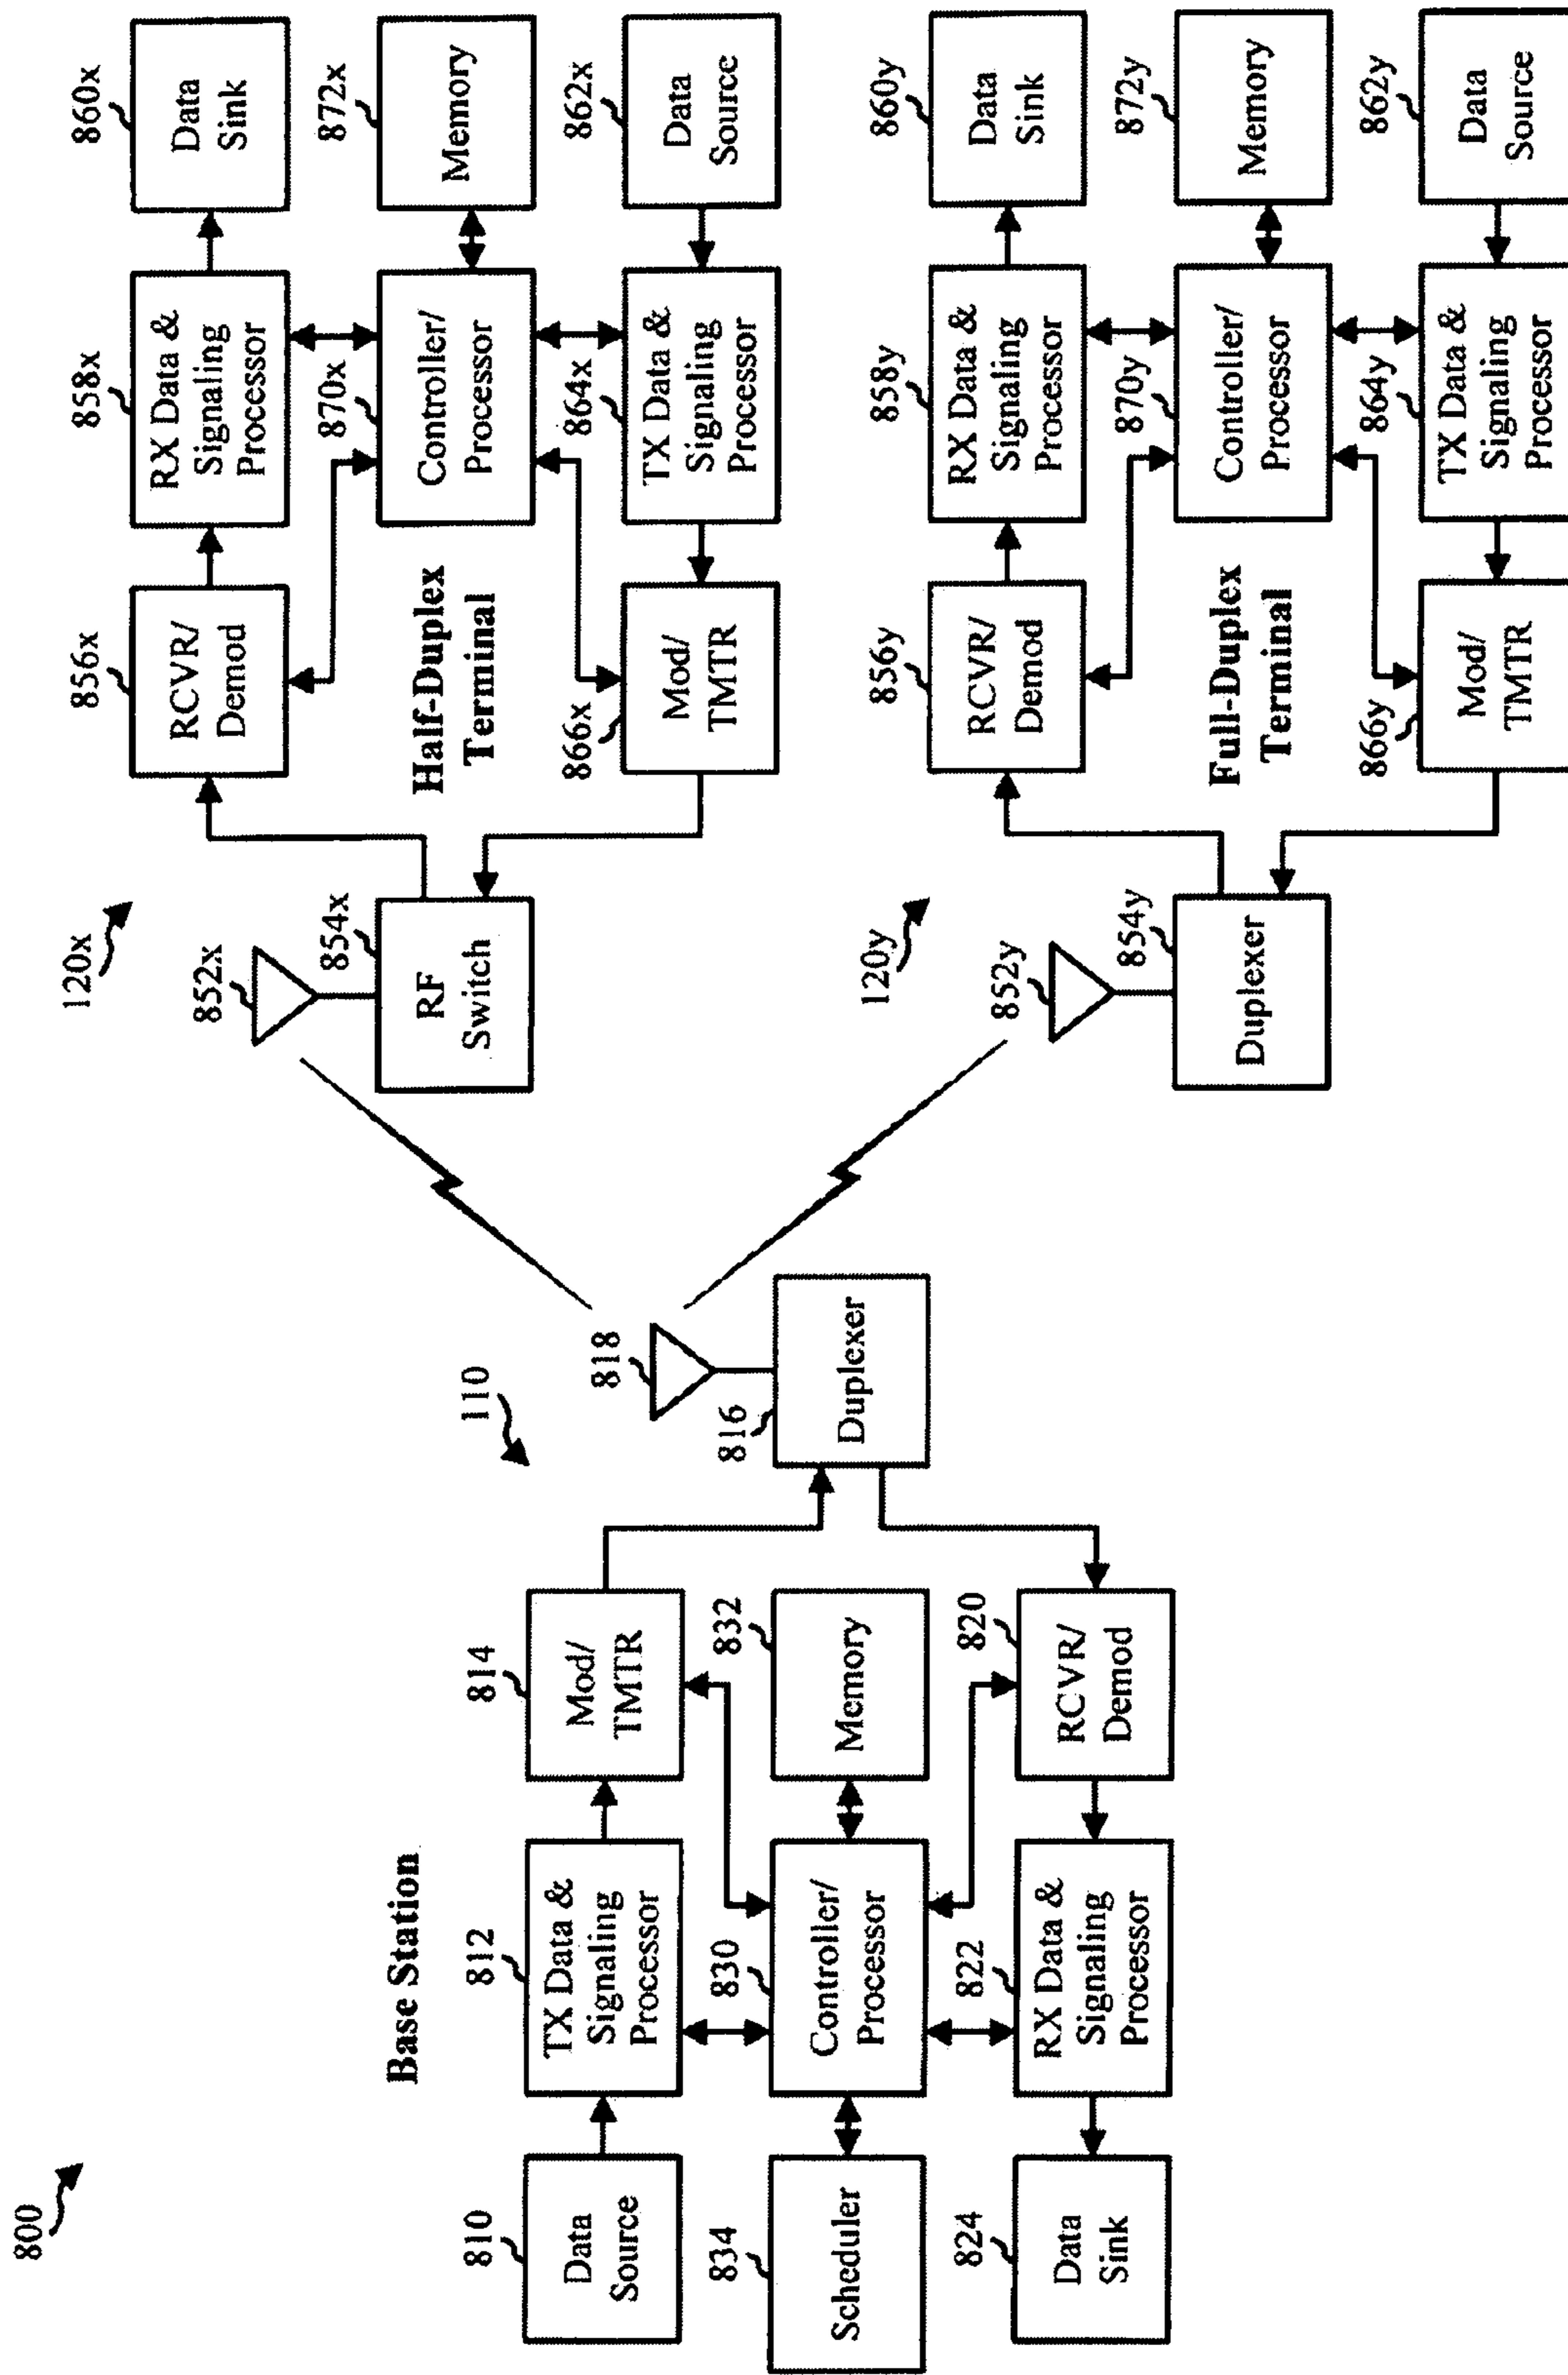 800
Base Station
110
810
Data
Source
812
TX Data &
Signaling
Processor
814
Mod/
TMTR
834
Scheduler
830
Controller/
Processor
832
Memory
816
Duplexer
818
824
Data
Sink
822
RX Data &
Signaling
Processor
820
RCVR/
Demod
120x
852x
854x
RF
Switch
856x
RCVR/
Demod
858x
RX Data &
Signaling
Processor
860x
Data
Sink
Half-Duplex
Terminal
870x
Controller/
Processor
872x
Memory
866x
Mod/
TMTR
864x
TX Data &
Signaling
Processor
862x
Data
Source
120y
852y
854y
Duplexer
856y
RCVR/
Demod
858y
RX Data &
Signaling
Processor
860y
Data
Sink
Full-Duplex
Terminal
870y
Controller/
Processor
872y
Memory
866y
Mod/
TMTR
864y
TX Data &
Signaling
Processor
862y
Data
Source